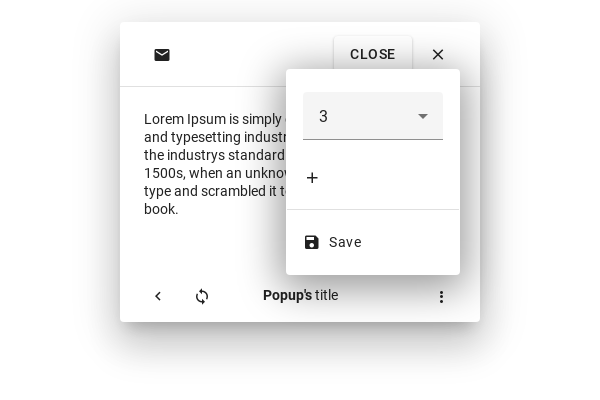 CLOSE
Lorem Ipsum is simply
and typesetting industr
the industrys standard
1500s, when an unknow
type and scrambled it t
book.
3
+
Save
Popup's title